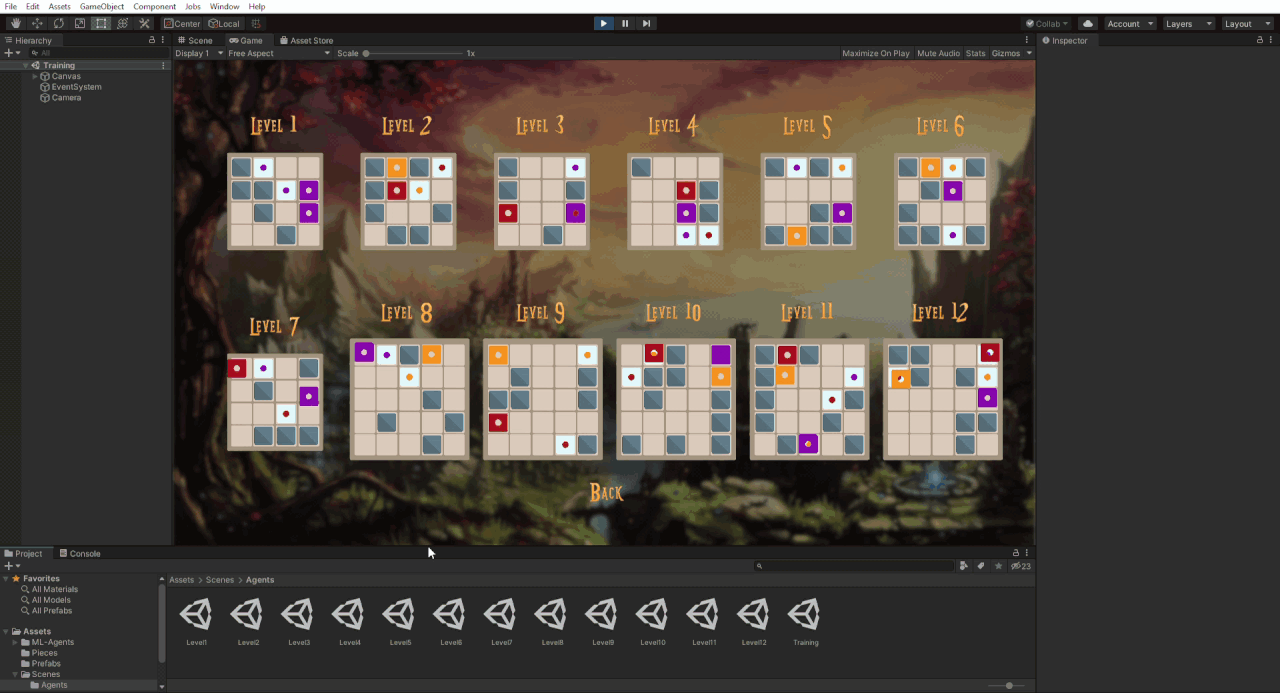 File Edit Assets GameObject Component Jobs Window Help
Center Local Collab Account Layers Layout
Hierarchy Scene Game Asset Store Inspector
All Display 1 Free Aspect Scale 1x Maximize On Play Mute Audio Stats Gizmos
Training
Canvas
EventSystem
Camera
Level 1 Level 2 Level 3 Level 4 Level 5 Level 6
Level 7 Level 8 Level 9 Level 10 Level 11 Level 12
Back
Project Console
23
Favorites Assets > Scenes > Agents
All Materials
All Models
All Prefabs
Assets
ML-Agents
Pieces
Prefabs
Scenes
Agents
Level1 Level2 Level3 Level4 Level5 Level6 Level7 Level8 Level9 Level10 Level11 Level12 Training